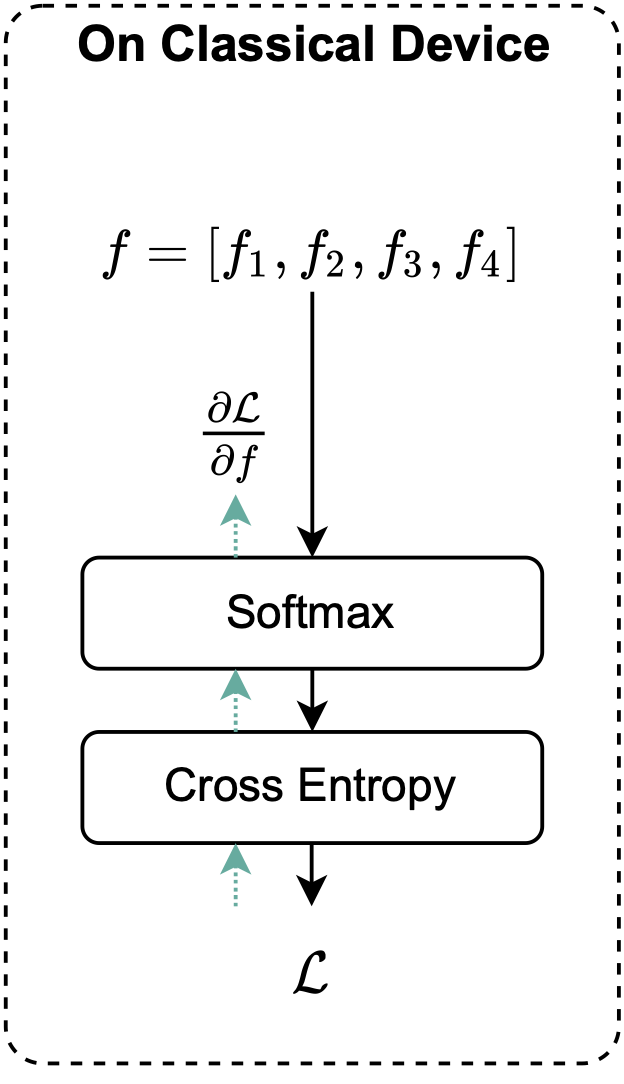 On Classical Device
f = [f₁, f₂, f₃, f₄]
∂ℒ
∂f
Softmax
Cross Entropy
ℒ